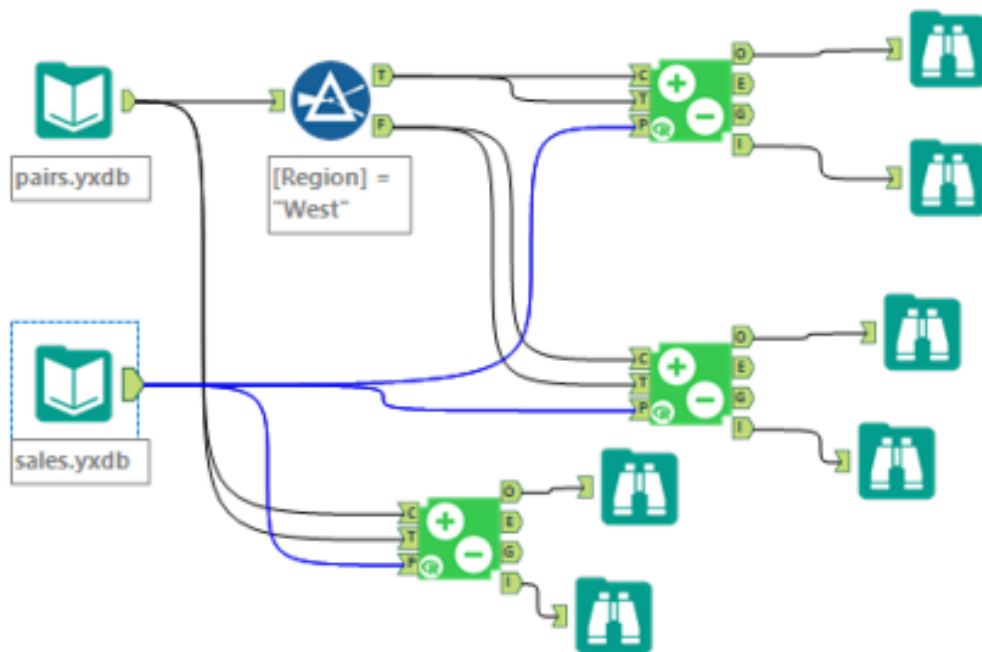 T
F
C
T
P
O
E
G
I
pairs.yxdb
[Region] =
"West"
C
T
P
O
E
G
I
sales.yxdb
C
T
P
O
E
G
I